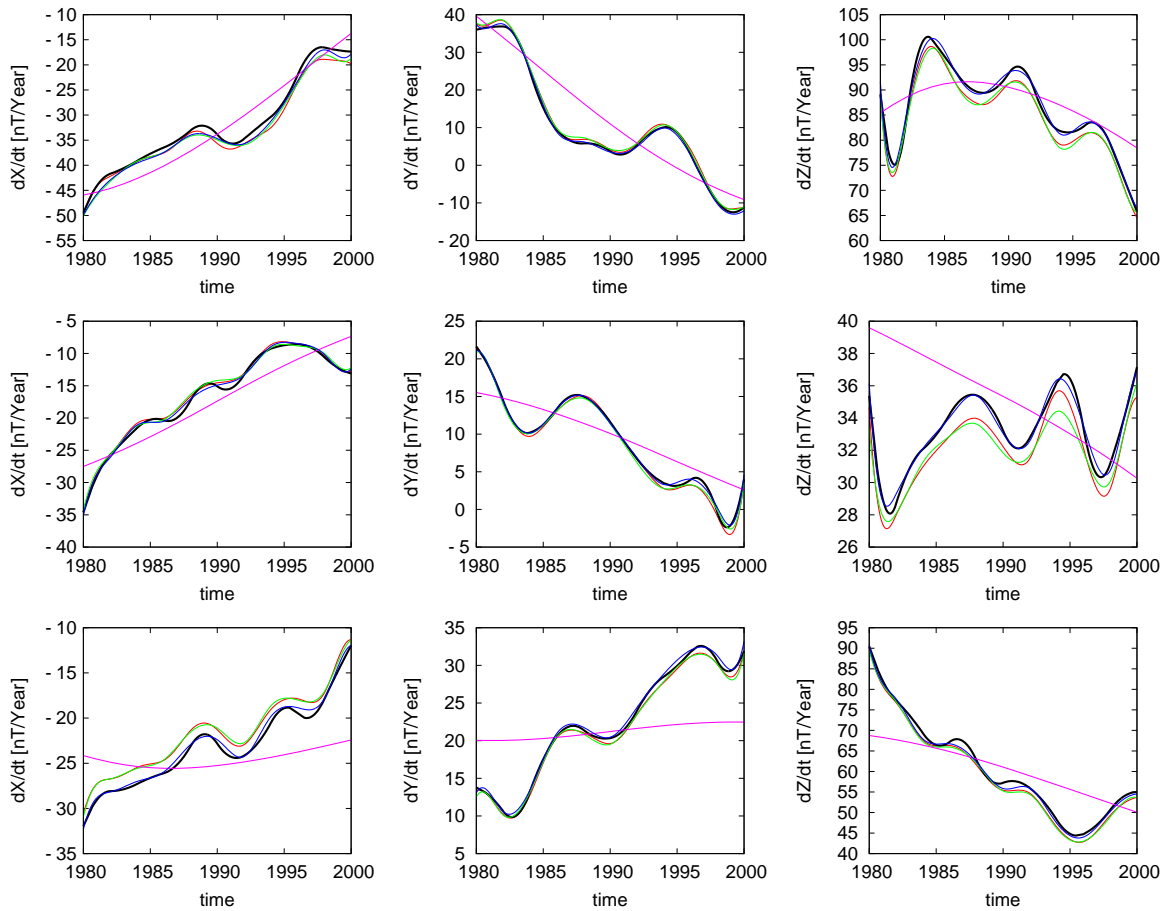 dX/dt [nT/Year]
- 10
- 15
- 20
- 25
- 30
- 35
- 40
- 45
- 50
- 55
1980 1985 1990 1995 2000
time
dY/dt [nT/Year]
40
30
20
10
0
- 10
- 20
1980 1985 1990 1995 2000
time
dZ/dt [nT/Year]
105
100
95
90
85
80
75
70
65
60
1980 1985 1990 1995 2000
time
dX/dt [nT/Year]
- 5
- 10
- 15
- 20
- 25
- 30
- 35
- 40
1980 1985 1990 1995 2000
time
dY/dt [nT/Year]
25
20
15
10
5
0
- 5
1980 1985 1990 1995 2000
time
dZ/dt [nT/Year]
40
38
36
34
32
30
28
26
1980 1985 1990 1995 2000
time
dX/dt [nT/Year]
- 10
- 15
- 20
- 25
- 30
- 35
1980 1985 1990 1995 2000
time
dY/dt [nT/Year]
35
30
25
20
15
10
5
1980 1985 1990 1995 2000
time
dZ/dt [nT/Year]
95
90
85
80
75
70
65
60
55
50
45
40
1980 1985 1990 1995 2000
time